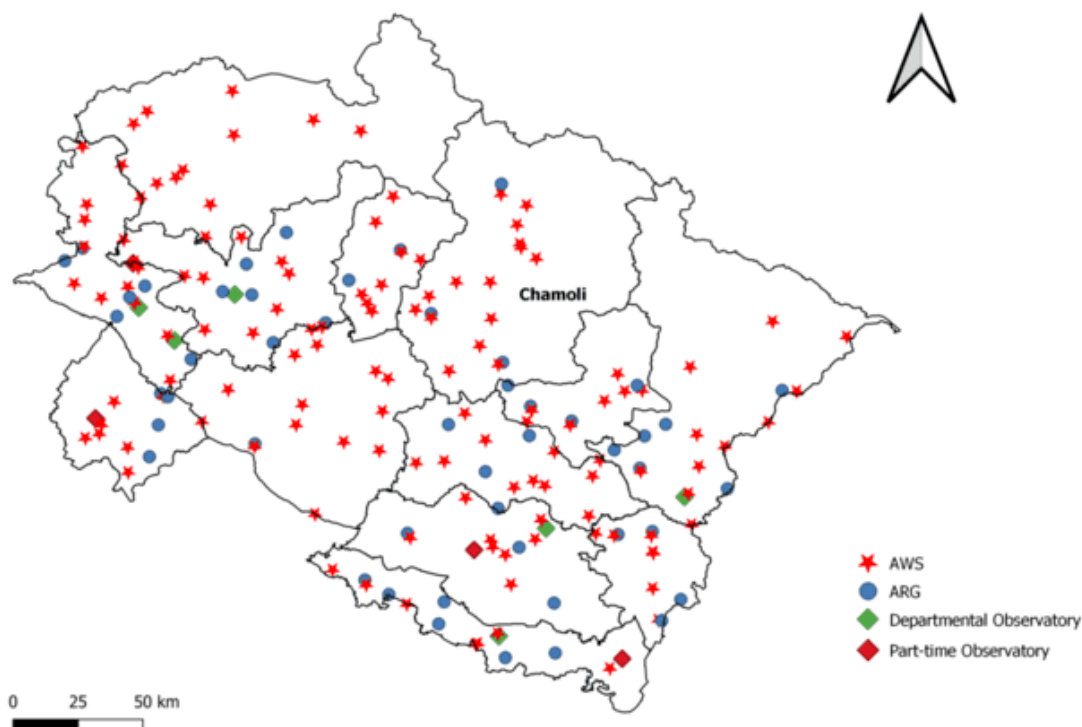 Chamoli
AWS
ARG
Departmental Observatory
Part-time Observatory
0 25 50 km